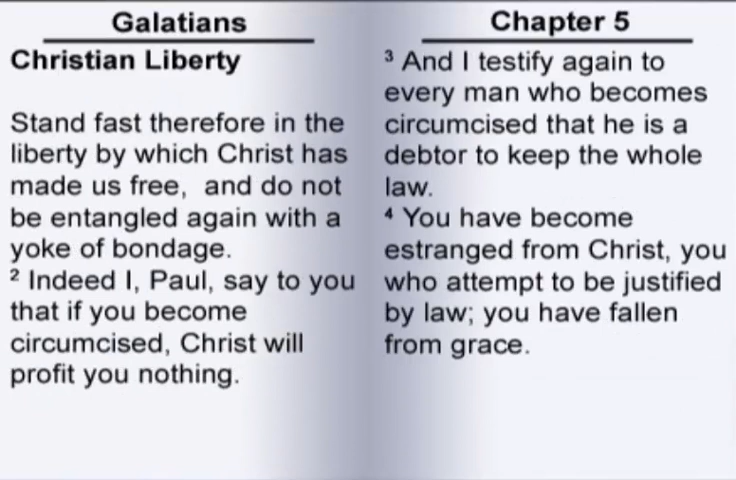 Galatians
Christian Liberty
Stand fast therefore in the
liberty by which Christ has
made us free, and do not
be entangled again with a
yoke of bondage.
² Indeed I, Paul, say to you
that if you become
circumcised, Christ will
profit you nothing.
Chapter 5
³ And I testify again to
every man who becomes
circumcised that he is a
debtor to keep the whole
law.
⁴ You have become
estranged from Christ, you
who attempt to be justified
by law; you have fallen
from grace.